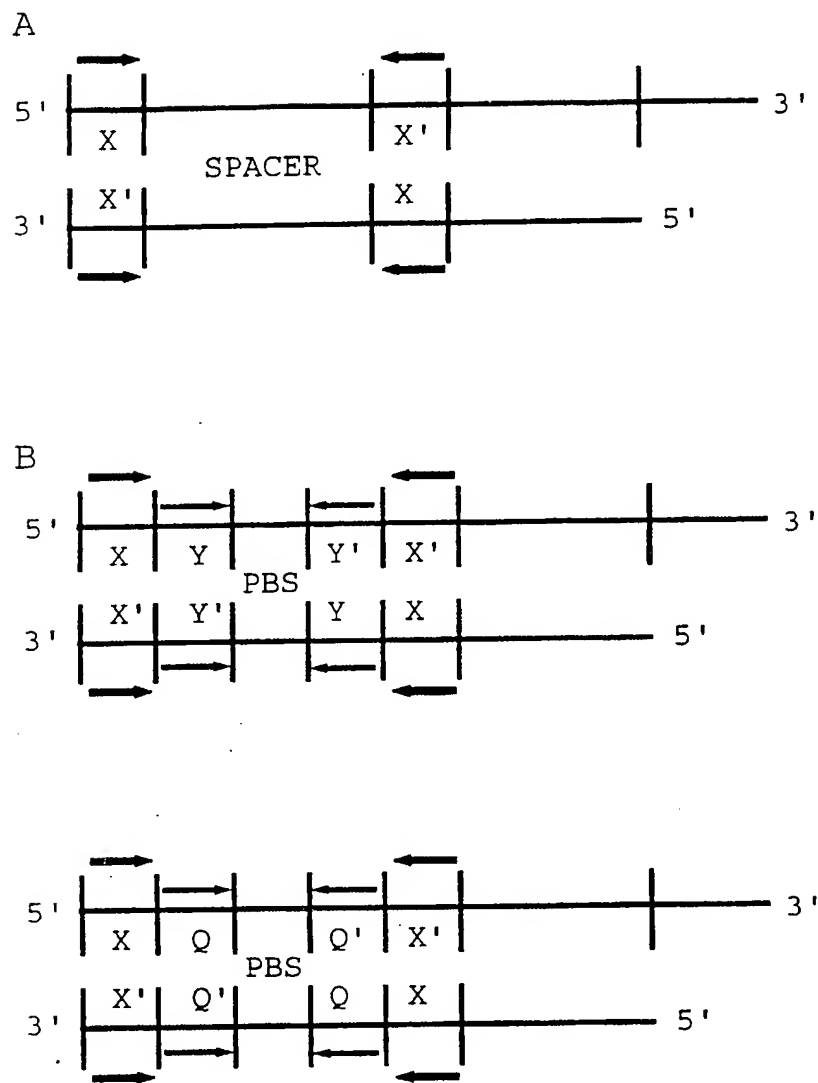 A
5' 3'
X X'
SPACER
X' X
3' 5'
B
5' 3'
X Y Y' X'
PBS
X' Y' Y X
3' 5'
5' 3'
X Q Q' X'
PBS
X' Q' Q X
3' 5'